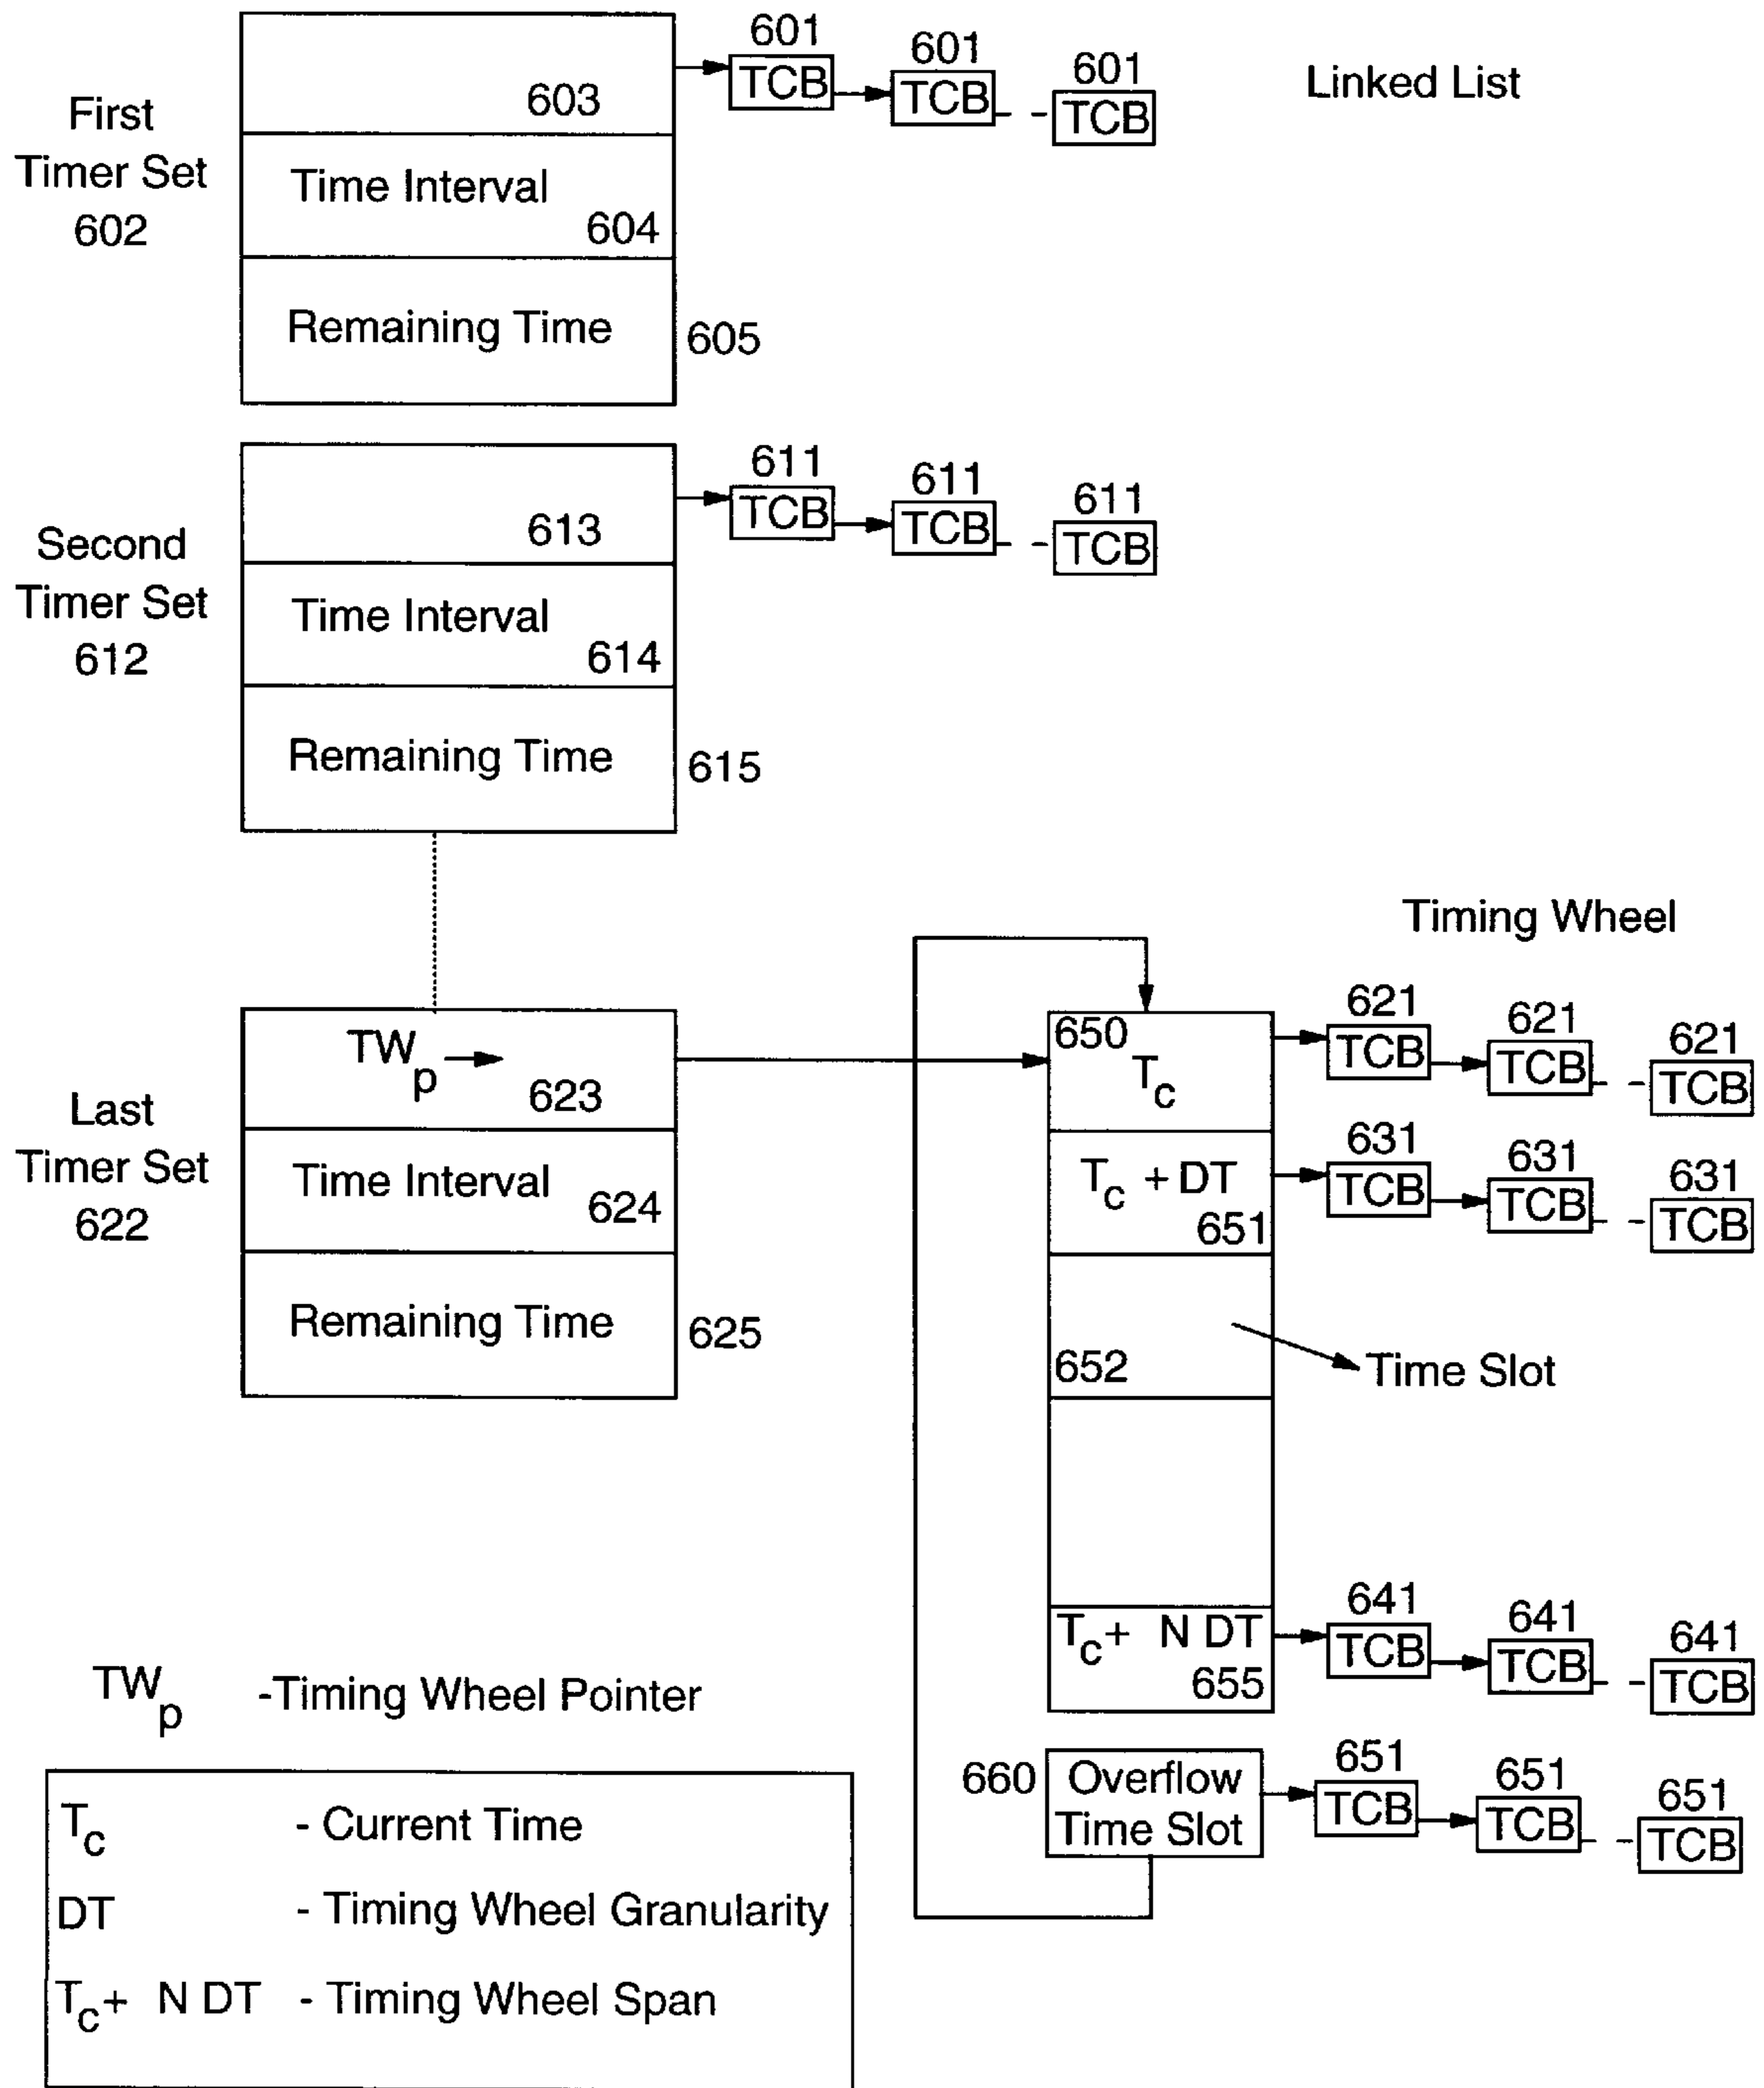 601
601
601
TCB
TCB
TCB
Linked List
First
Timer Set
602
603
Time Interval
604
Remaining Time
605
611
611
611
TCB
TCB
TCB
Second
Timer Set
612
613
Time Interval
614
Remaining Time
615
Timing Wheel
Last
Timer Set
622
TWp
623
Time Interval
624
Remaining Time
625
650
Tc
621
621
621
TCB
TCB
TCB
Tc + DT
651
631
631
631
TCB
TCB
TCB
652
Time Slot
Tc + N DT
655
641
641
641
TCB
TCB
TCB
660
Overflow
Time Slot
651
651
651
TCB
TCB
TCB
TWp -Timing Wheel Pointer
Tc - Current Time
DT - Timing Wheel Granularity
Tc + N DT - Timing Wheel Span